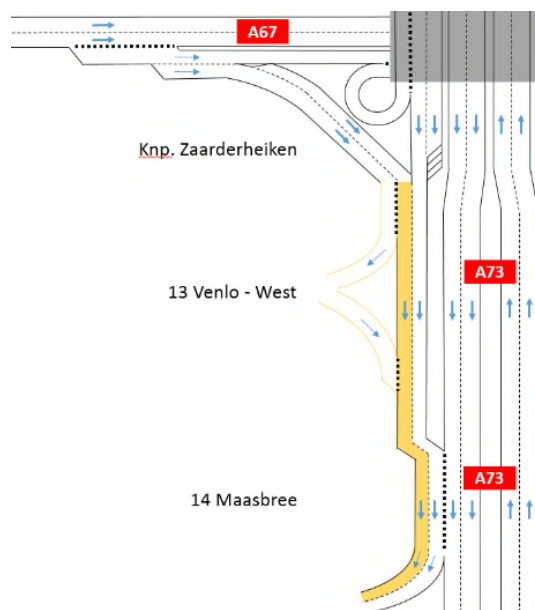 A67
Knp. Zaarderheiken
A73
13 Venlo - West
A73
14 Maasbree